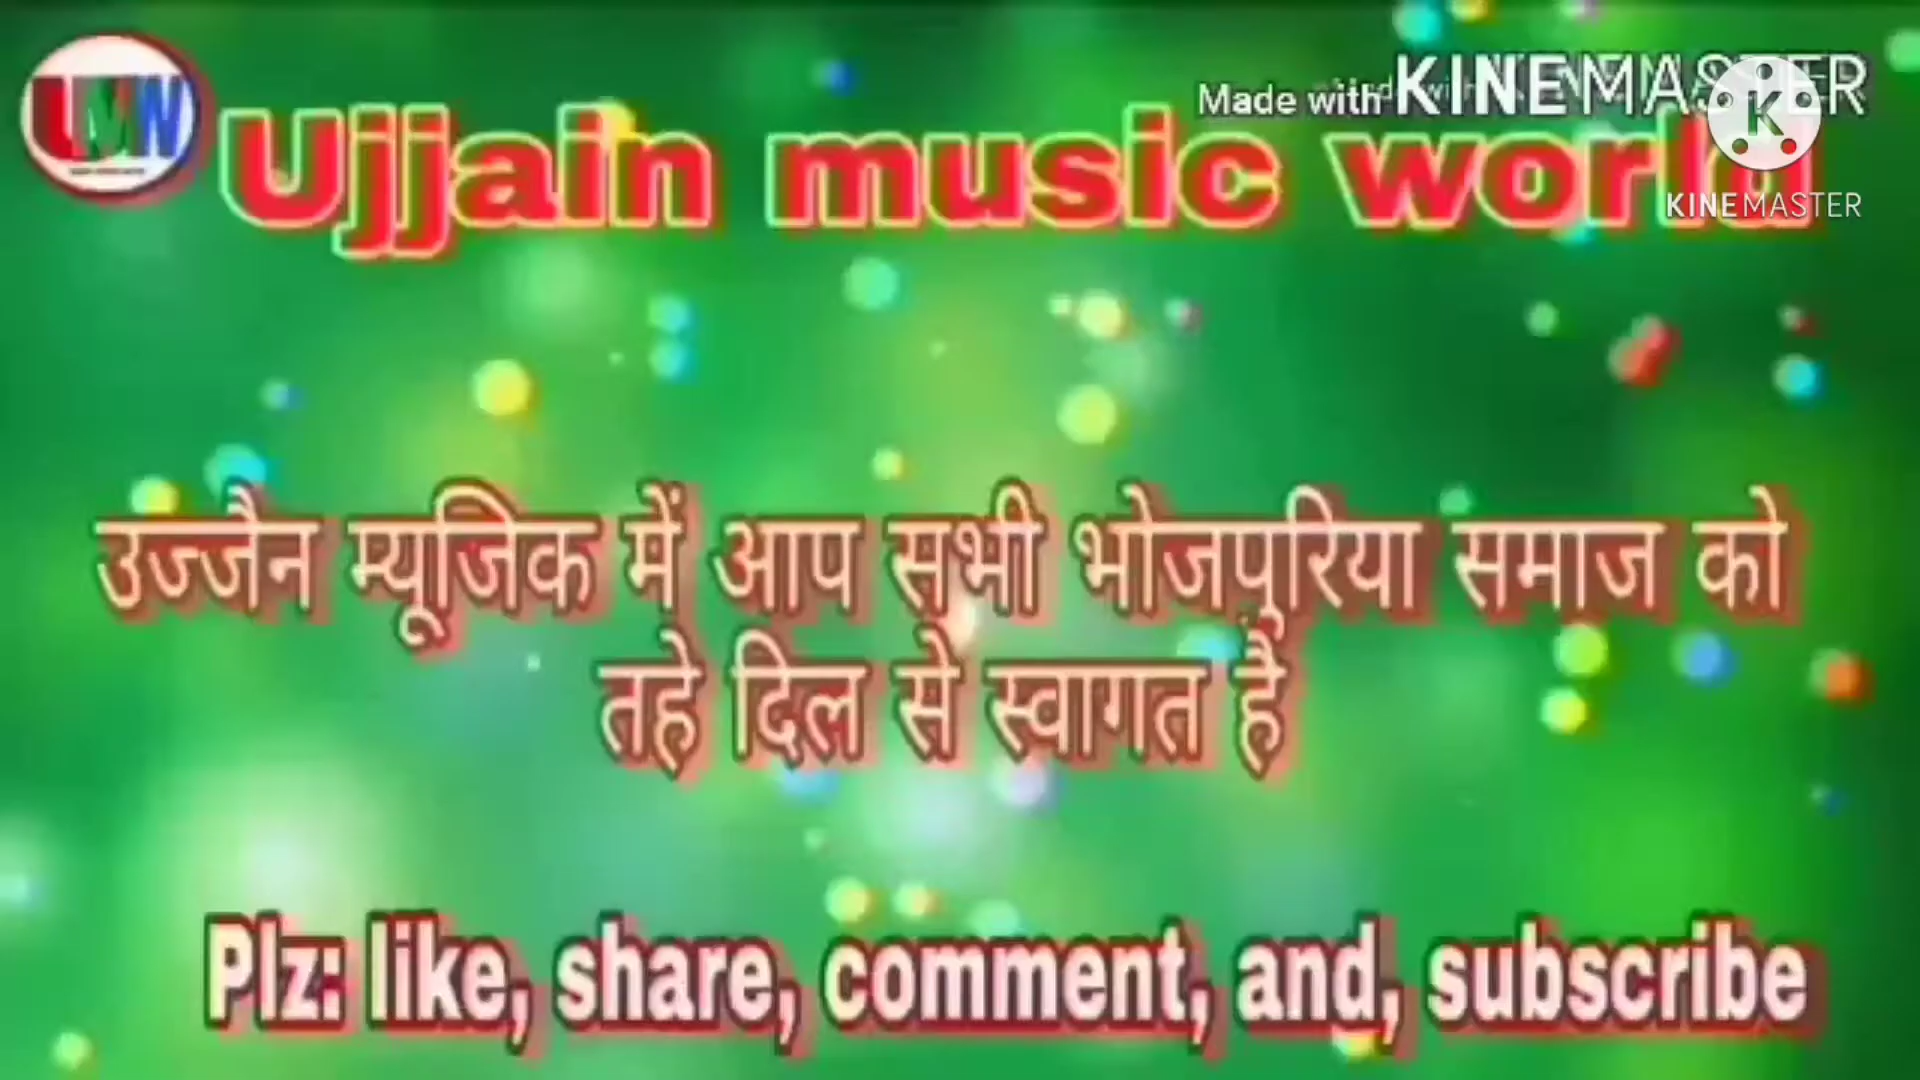 UMW
Made with KINEMASTER
Ujjain music world
K
KINEMASTER
उज्जैन म्यूजिक में आप सभी भोजपुरिया समाज को
तहे दिल से स्वागत है
Plz: like, share, comment, and, subscribe